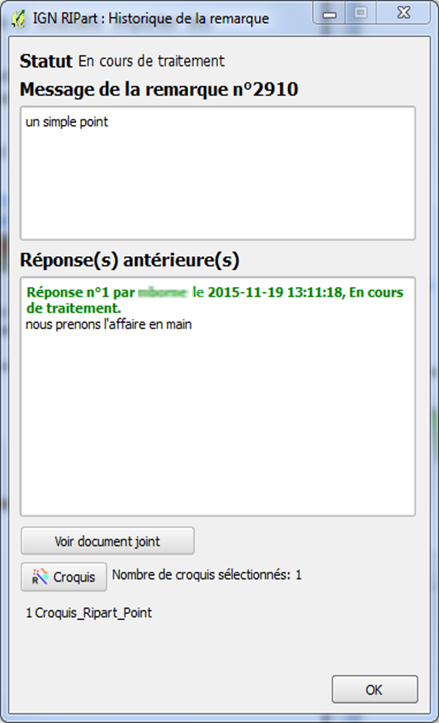 IGN RIPart : Historique de la remarque
Statut En cours de traitement
Message de la remarque n°2910
un simple point
Réponse(s) antérieure(s)
Réponse n°1 par le 2015-11-19 13:11:18, En cours
de traitement.
nous prenons l'affaire en main
Voir document joint
Croquis Nombre de croquis sélectionnés: 1
1 Croquis_Ripart_Point
OK